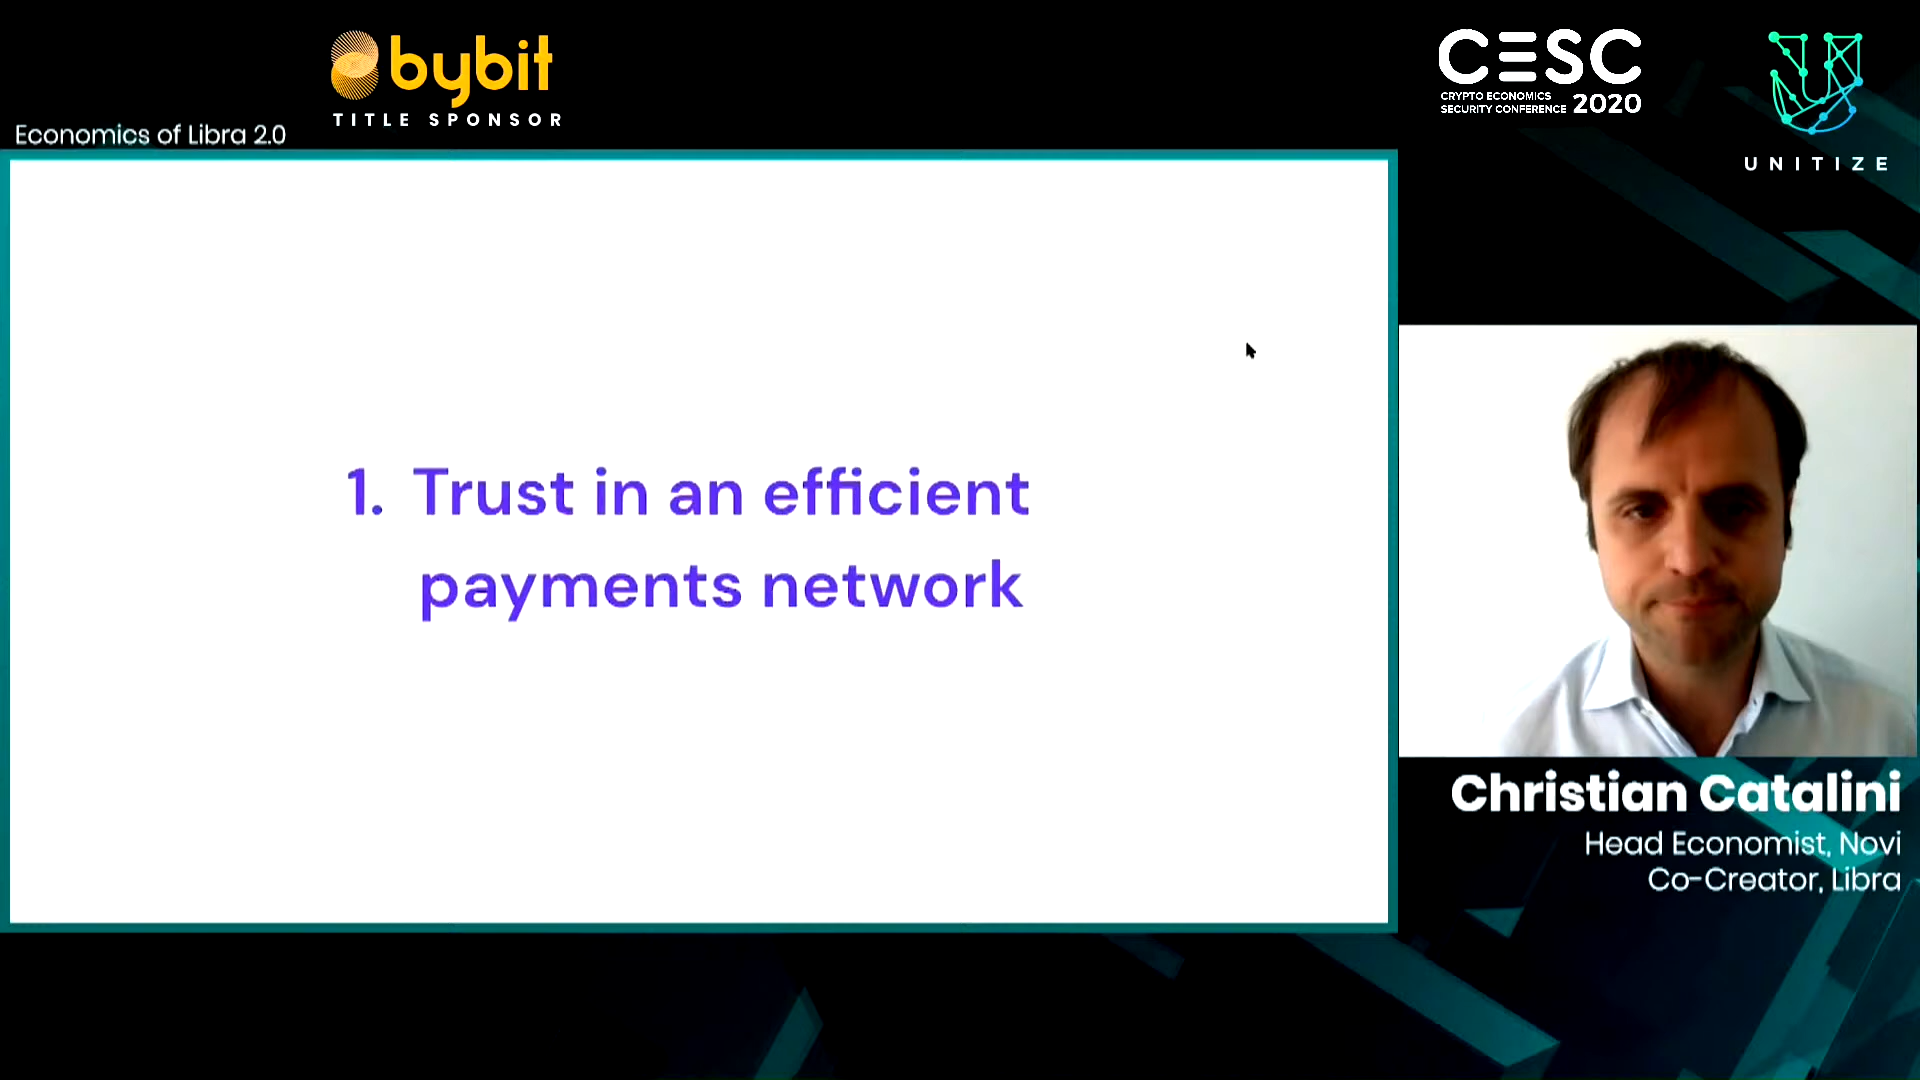 bybit
TITLE SPONSOR
CESC
CRYPTO ECONOMICS
SECURITY CONFERENCE 2020
UNITIZE
Economics of Libra 2.0
1. Trust in an efficient
payments network
Christian Catalini
Head Economist, Novi
Co-Creator, Libra